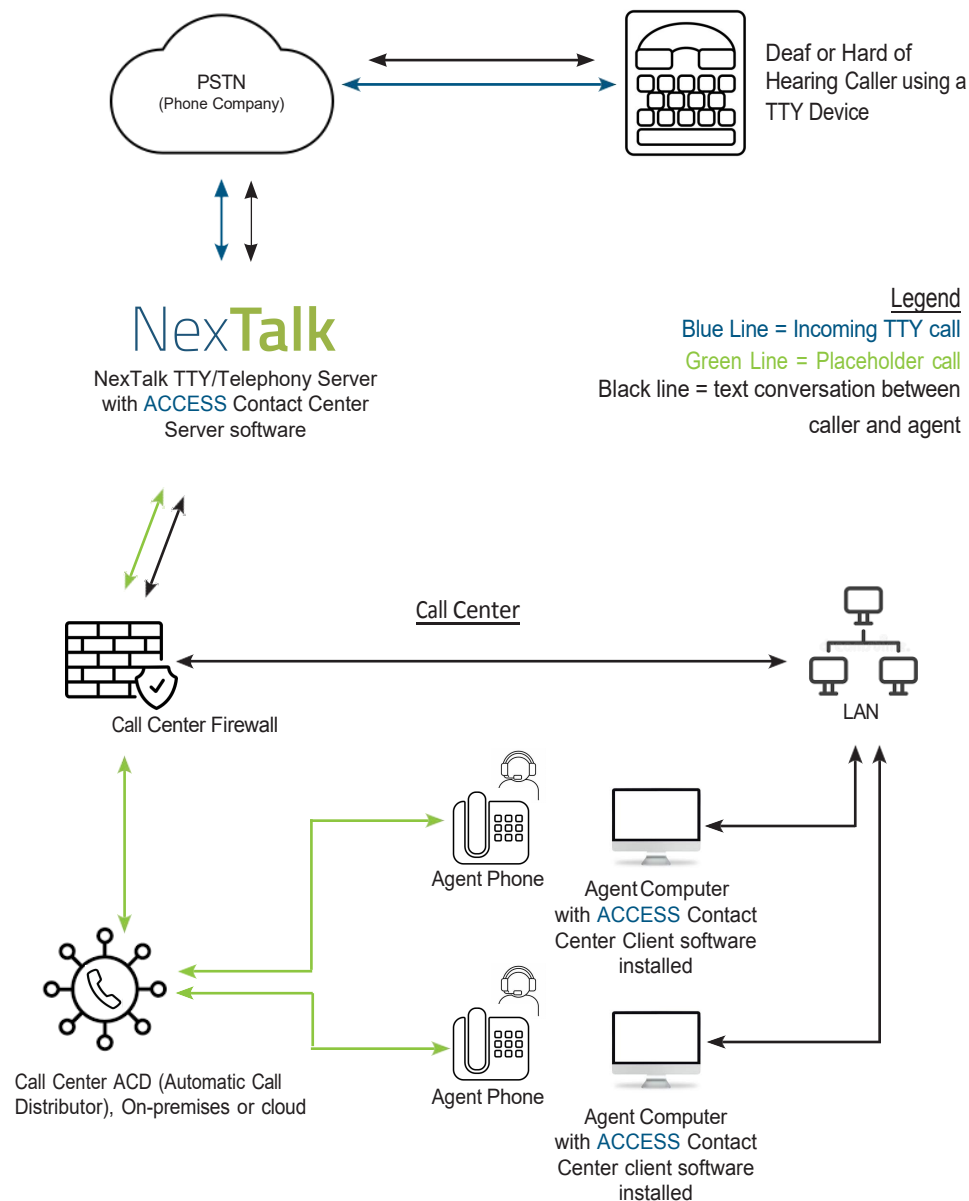 PSTN
(Phone Company)
Deaf or Hard of
Hearing Caller using a
TTY Device
NexTalk
NexTalk TTY/Telephony Server
with ACCESS Contact Center
Server software
Legend
Blue Line = Incoming TTY call
Green Line = Placeholder call
Black line = text conversation between
caller and agent
Call Center
Call Center Firewall
LAN
Agent Phone
Agent Computer
with ACCESS Contact
Center Client software
installed
Call Center ACD (Automatic Call
Distributor), On-premises or cloud
Agent Phone
Agent Computer
with ACCESS Contact
Center client software
installed